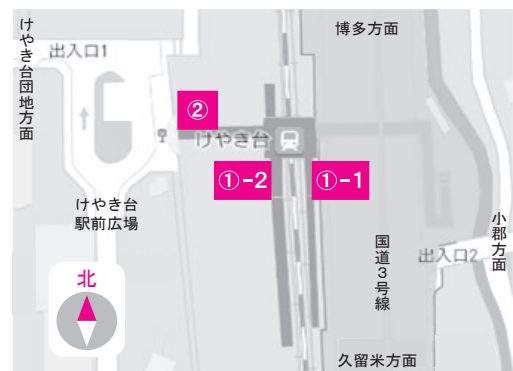 けやき台団地方面
出入口1
博多方面
②
けやき台
①-2
①-1
けやき台
駅前広場
国道3号線
出入口2
小郡方面
北
久留米方面